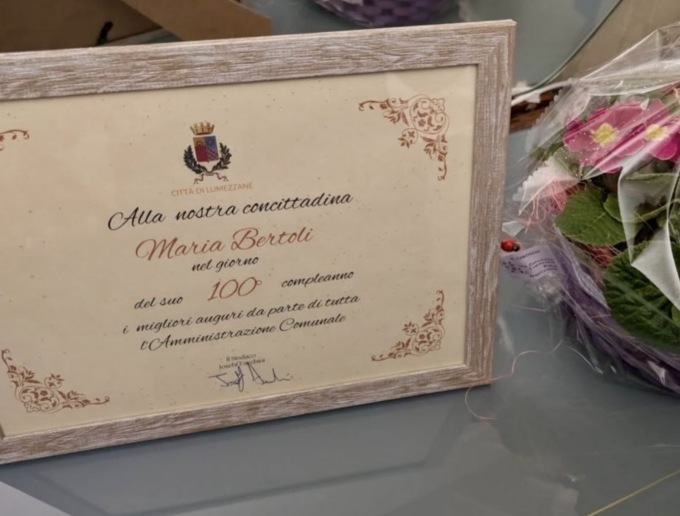 CITTÀ DI LUMEZZANE
Alla nostra concittadina
Maria Bertoli
nel giorno
del suo 100° compleanno
i migliori auguri da parte di tutta
l'Amministrazione Comunale
Il Sindaco